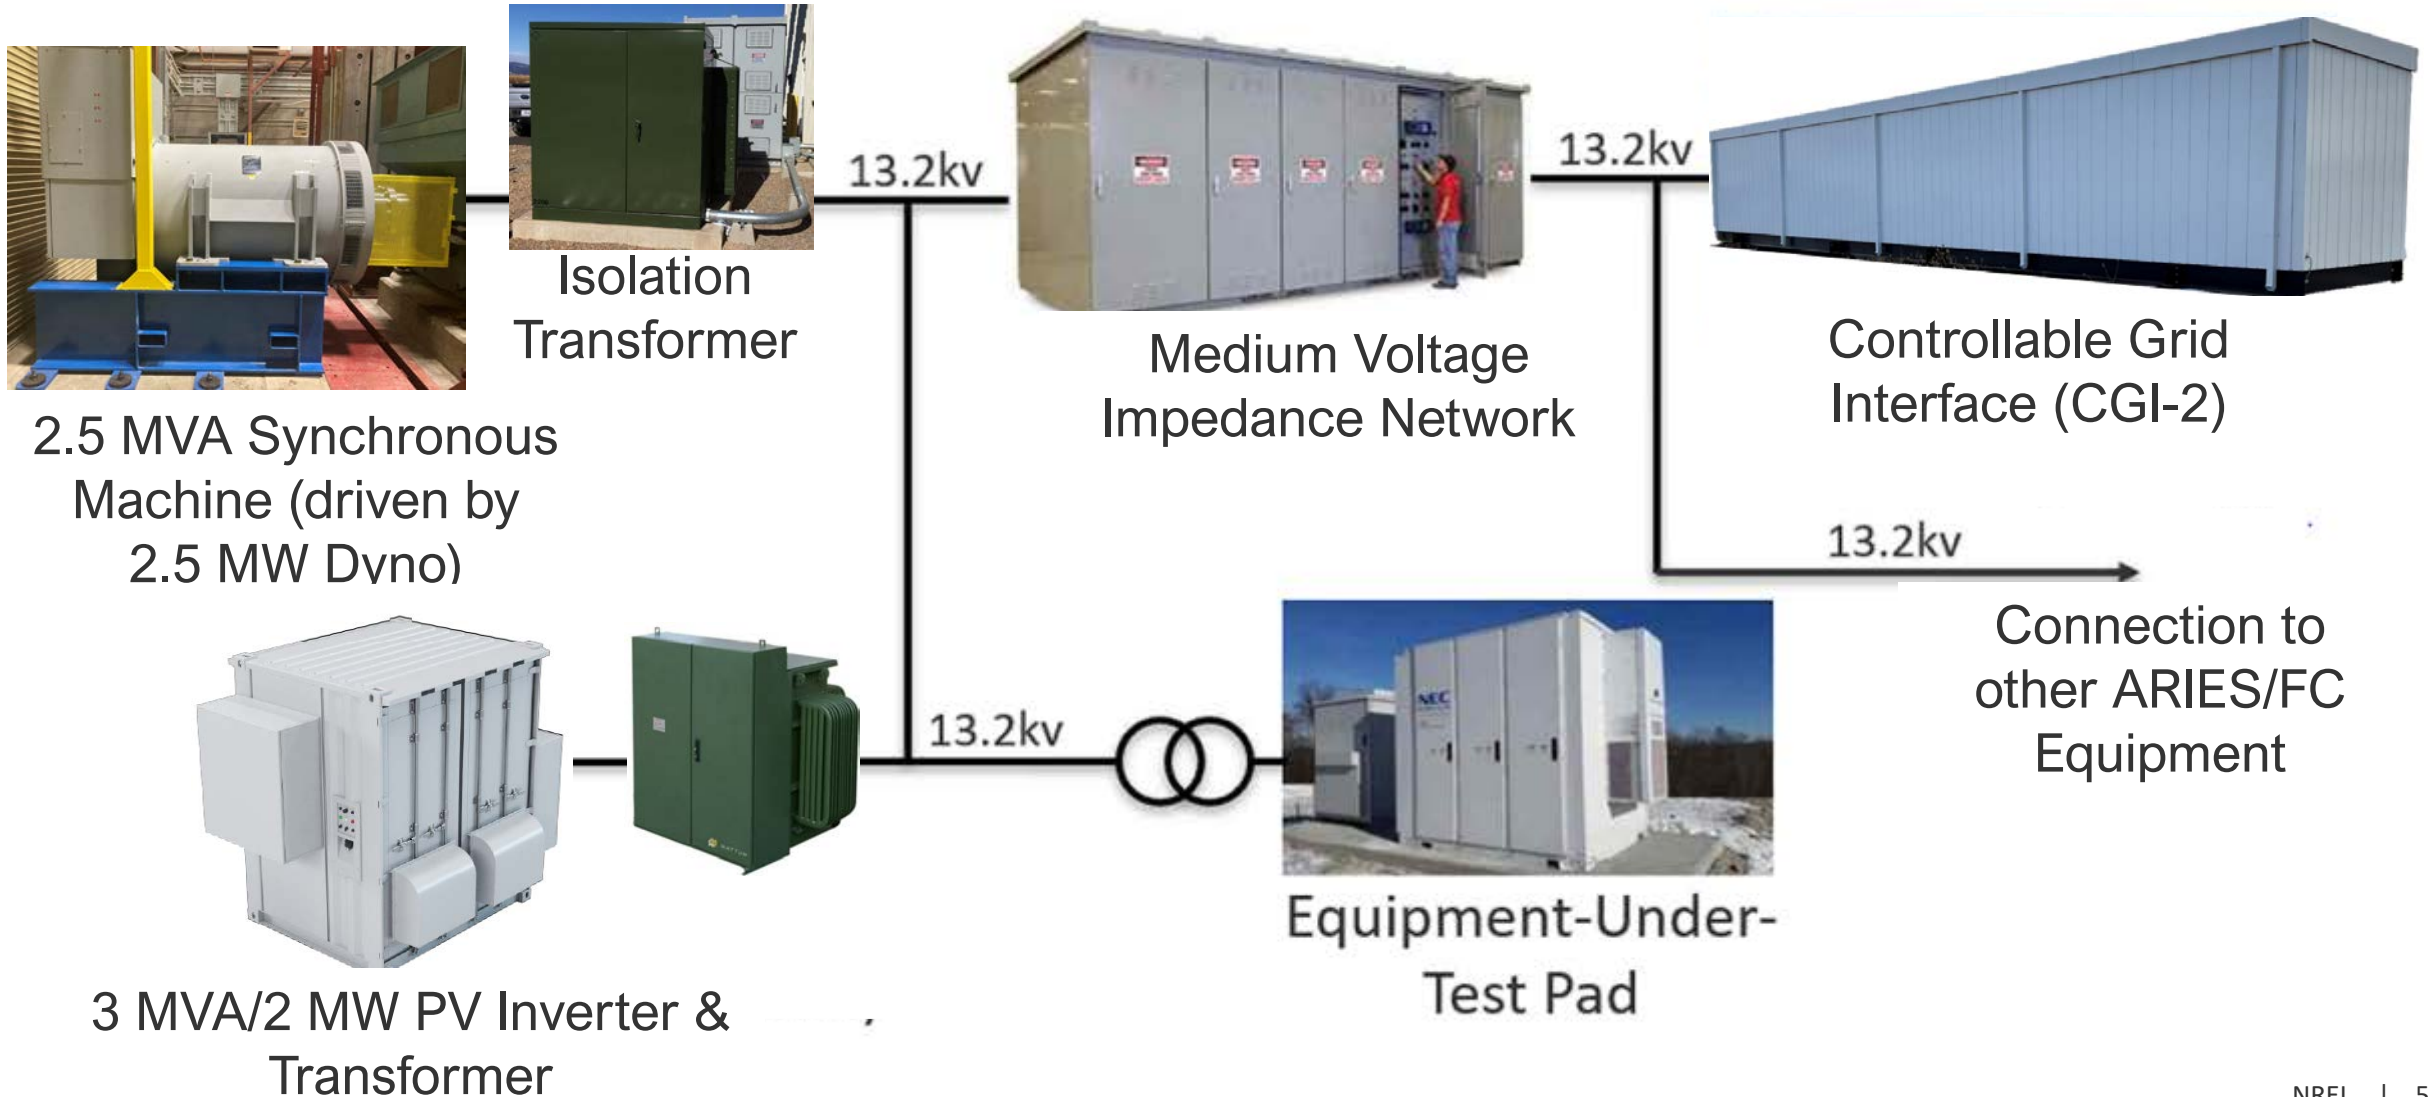 13.2kv
13.2kv
Isolation
Transformer
Medium Voltage
Impedance Network
Controllable Grid
Interface (CGI-2)
2.5 MVA Synchronous
Machine (driven by
2.5 MW Dyno)
13.2kv
Connection to
other ARIES/FC
Equipment
NEC
13.2kv
Equipment-Under-
Test Pad
3 MVA/2 MW PV Inverter &
Transformer
NREL | 5